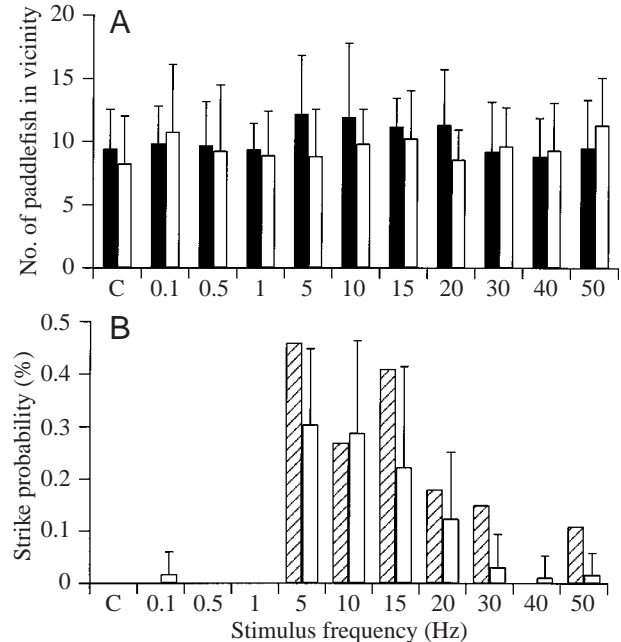 A
No. of paddlefish in vicinity
20
15
10
5
0
C 0.1 0.5 1 5 10 15 20 30 40 50
B
Strike probability (%)
0.5
0.4
0.3
0.2
0.1
0
C 0.1 0.5 1 5 10 15 20 30 40 50
Stimulus frequency (Hz)